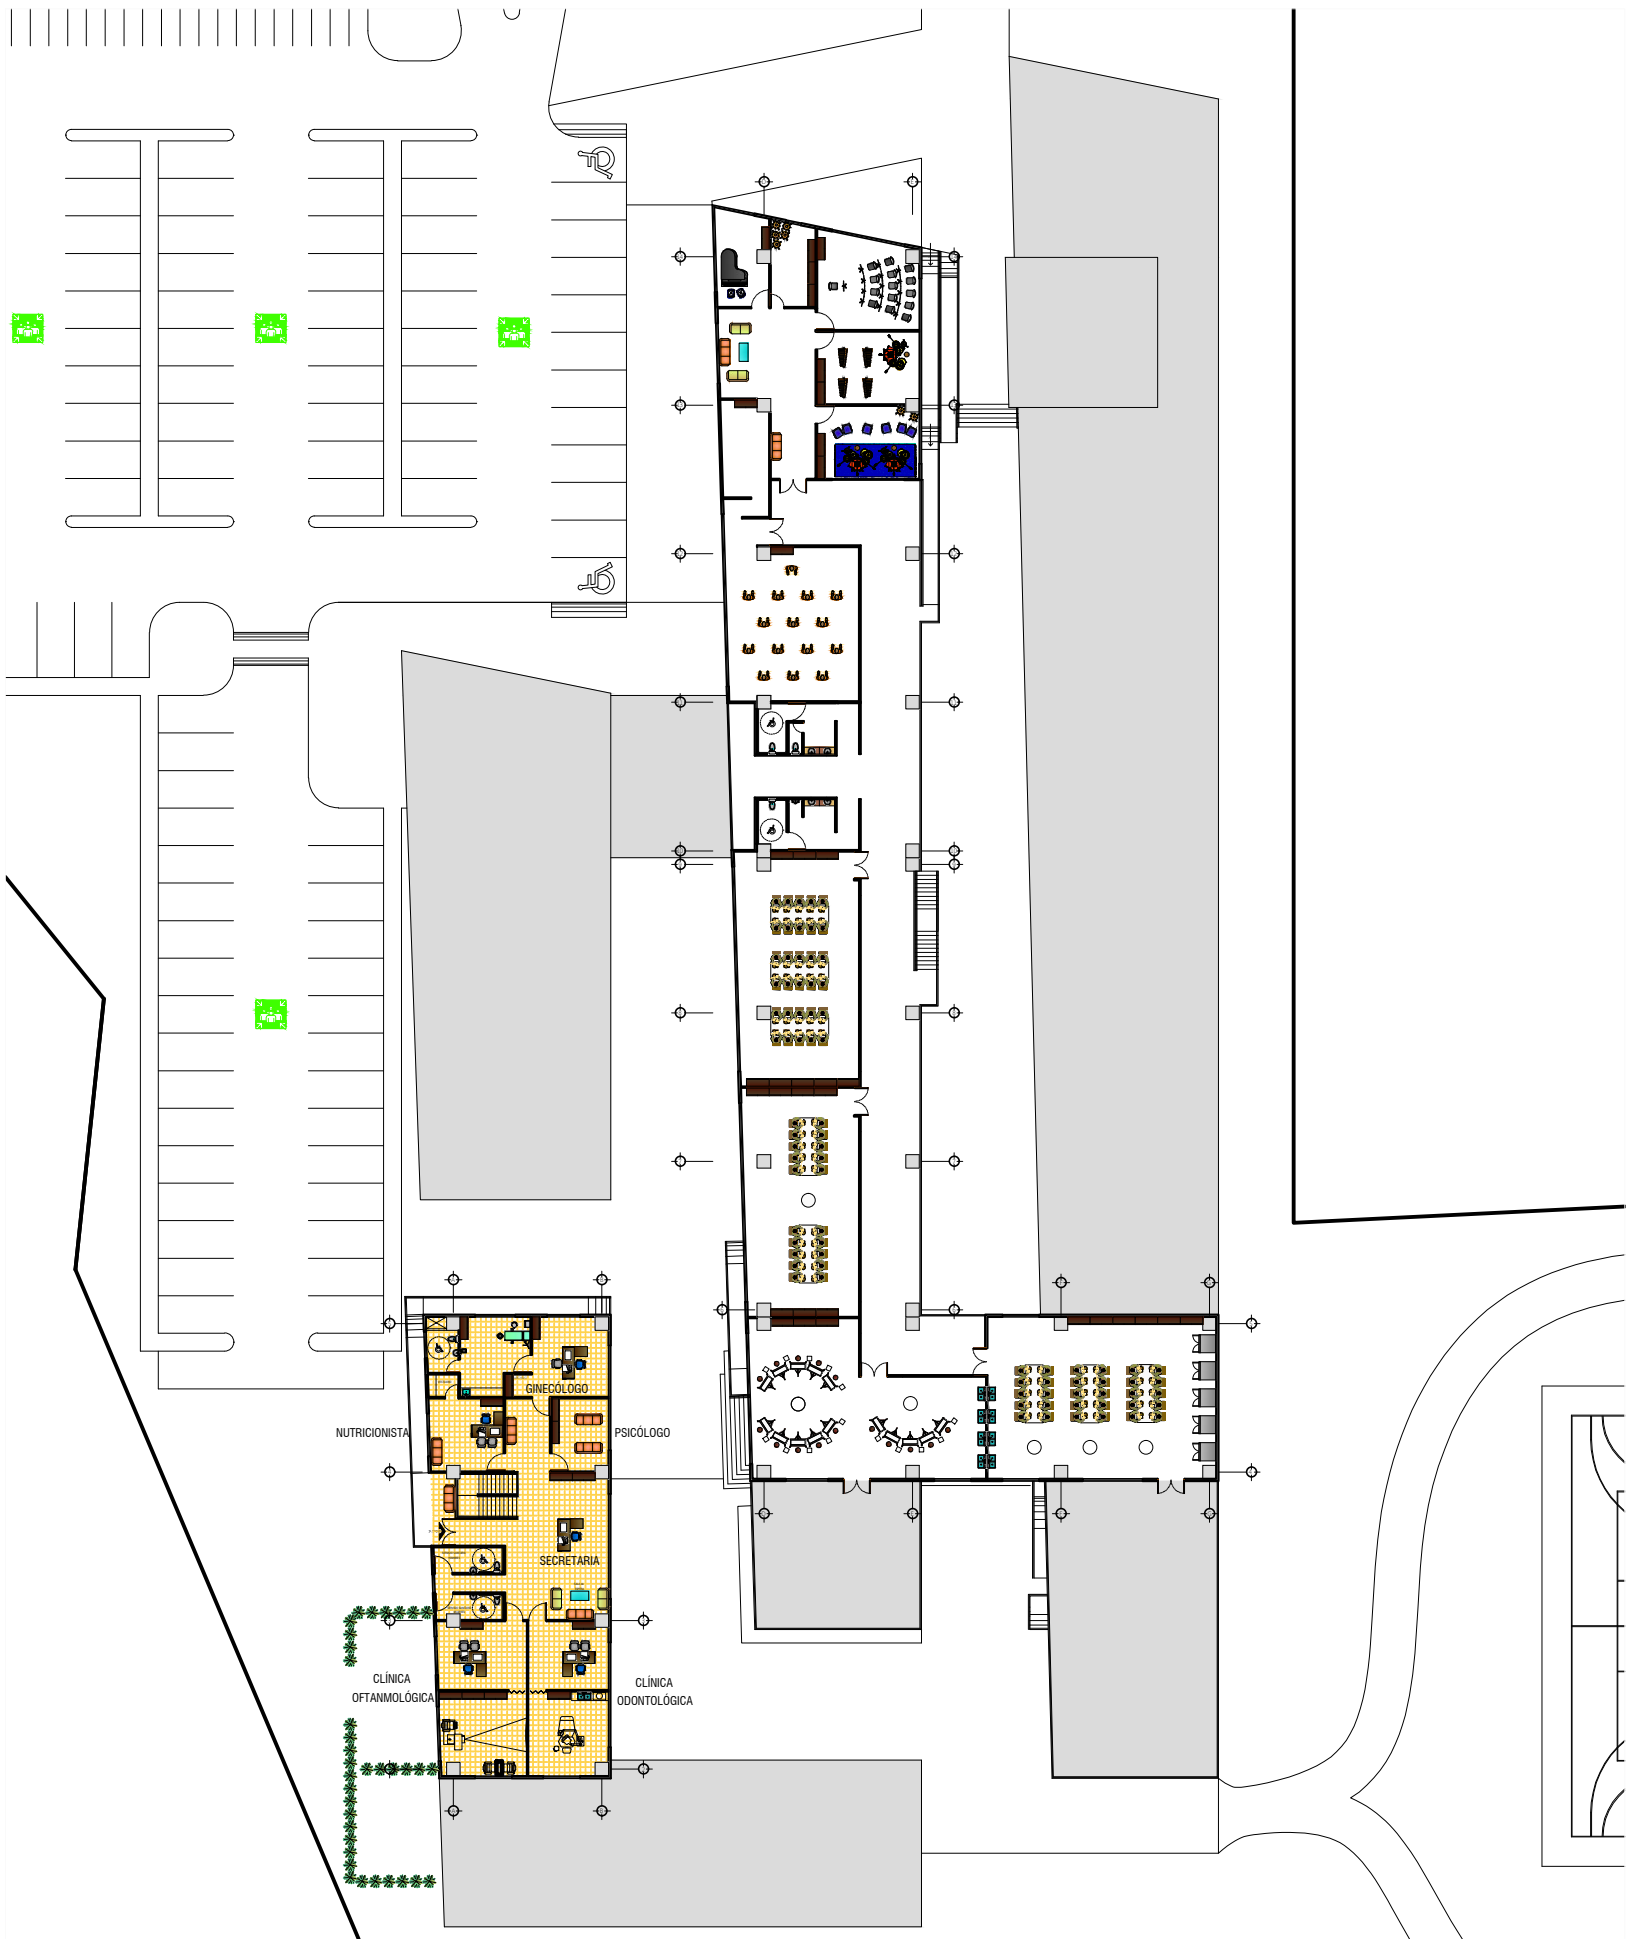 GINECÓLOGO
NUTRICIONISTA
PSICÓLOGO
SECRETARIA
CLÍNICA
OFTANMOLÓGICA
CLÍNICA
ODONTOLÓGICA